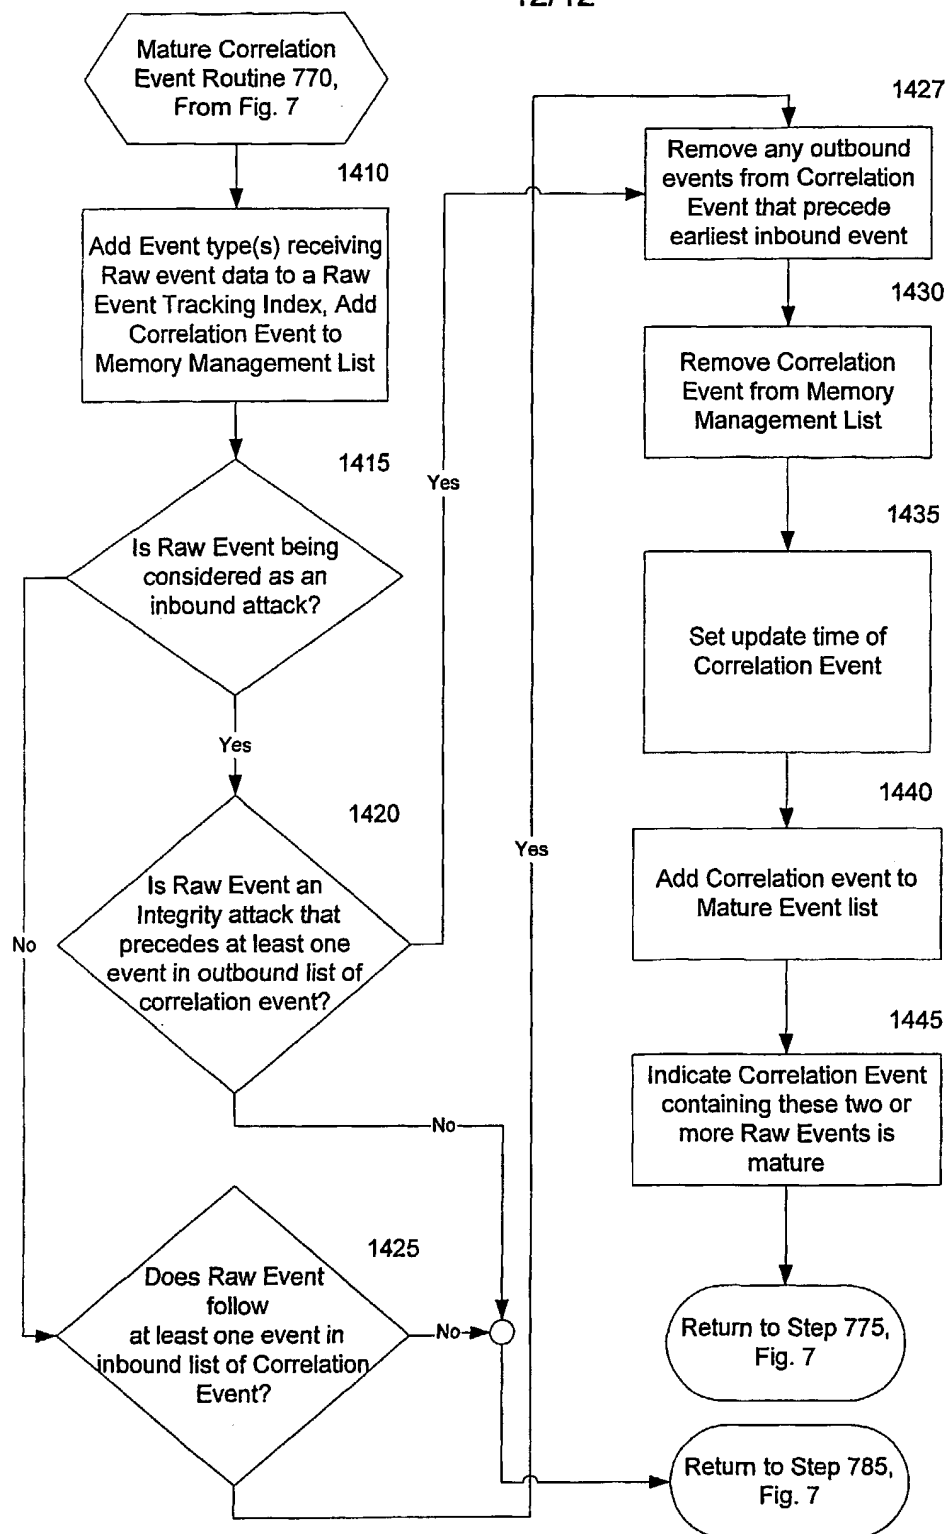 12/12
Mature Correlation
Event Routine 770,
From Fig. 7
1410
Add Event type(s) receiving
Raw event data to a Raw
Event Tracking Index, Add
Correlation Event to
Memory Management List
1415
Is Raw Event being
considered as an
inbound attack?
Yes
1420
Is Raw Event an
Integrity attack that
precedes at least one
event in outbound list of
correlation event?
No
Yes
No
1425
Does Raw Event
follow
at least one event in
inbound list of Correlation
Event?
No
Yes
1427
Remove any outbound
events from Correlation
Event that precede
earliest inbound event
1430
Remove Correlation
Event from Memory
Management List
1435
Set update time of
Correlation Event
1440
Add Correlation event to
Mature Event list
1445
Indicate Correlation Event
containing these two or
more Raw Events is
mature
Return to Step 775,
Fig. 7
Return to Step 785,
Fig. 7